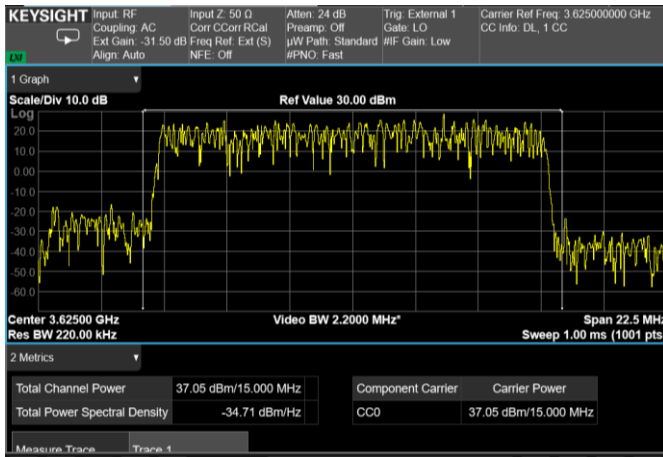 KEYSIGHT Input: RF Input Z: 50 Ω Atten: 24 dB Trig: External 1 Carrier Ref Freq: 3.625000000 GHz
Coupling: AC Corr CCorr RCal Preamp: Off Gate: LO CC Info: DL, 1 CC
Ext Gain: -31.50 dB Freq Ref: Ext (S) µW Path: Standard #IF Gain: Low
LXI Align: Auto NFE: Off #PNO: Fast
1 Graph
Scale/Div 10.0 dB Ref Value 30.00 dBm
Log
20.0
10.0
0.00
-10.0
-20.0
-30.0
-40.0
-50.0
-60.0
Center 3.62500 GHz Video BW 2.2000 MHz* Span 22.5 MHz
Res BW 220.00 kHz Sweep 1.00 ms (1001 pts
2 Metrics
Total Channel Power 37.05 dBm/15.000 MHz Component Carrier Carrier Power
Total Power Spectral Density -34.71 dBm/Hz CC0 37.05 dBm/15.000 MHz
Measure Trace Trace 1